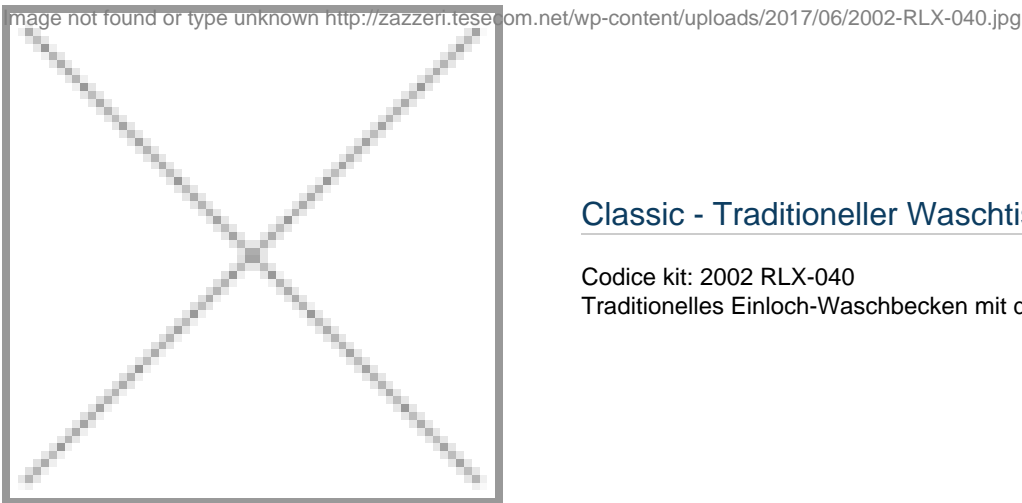 Image not found or type unknown http://zazzeri.tesecom.net/wp-content/uploads/2017/06/2002-RLX-040.jpg
Classic - Traditioneller
Codice kit: 2002 RLX-040
Traditionelles Einloch-Waschbecken mit